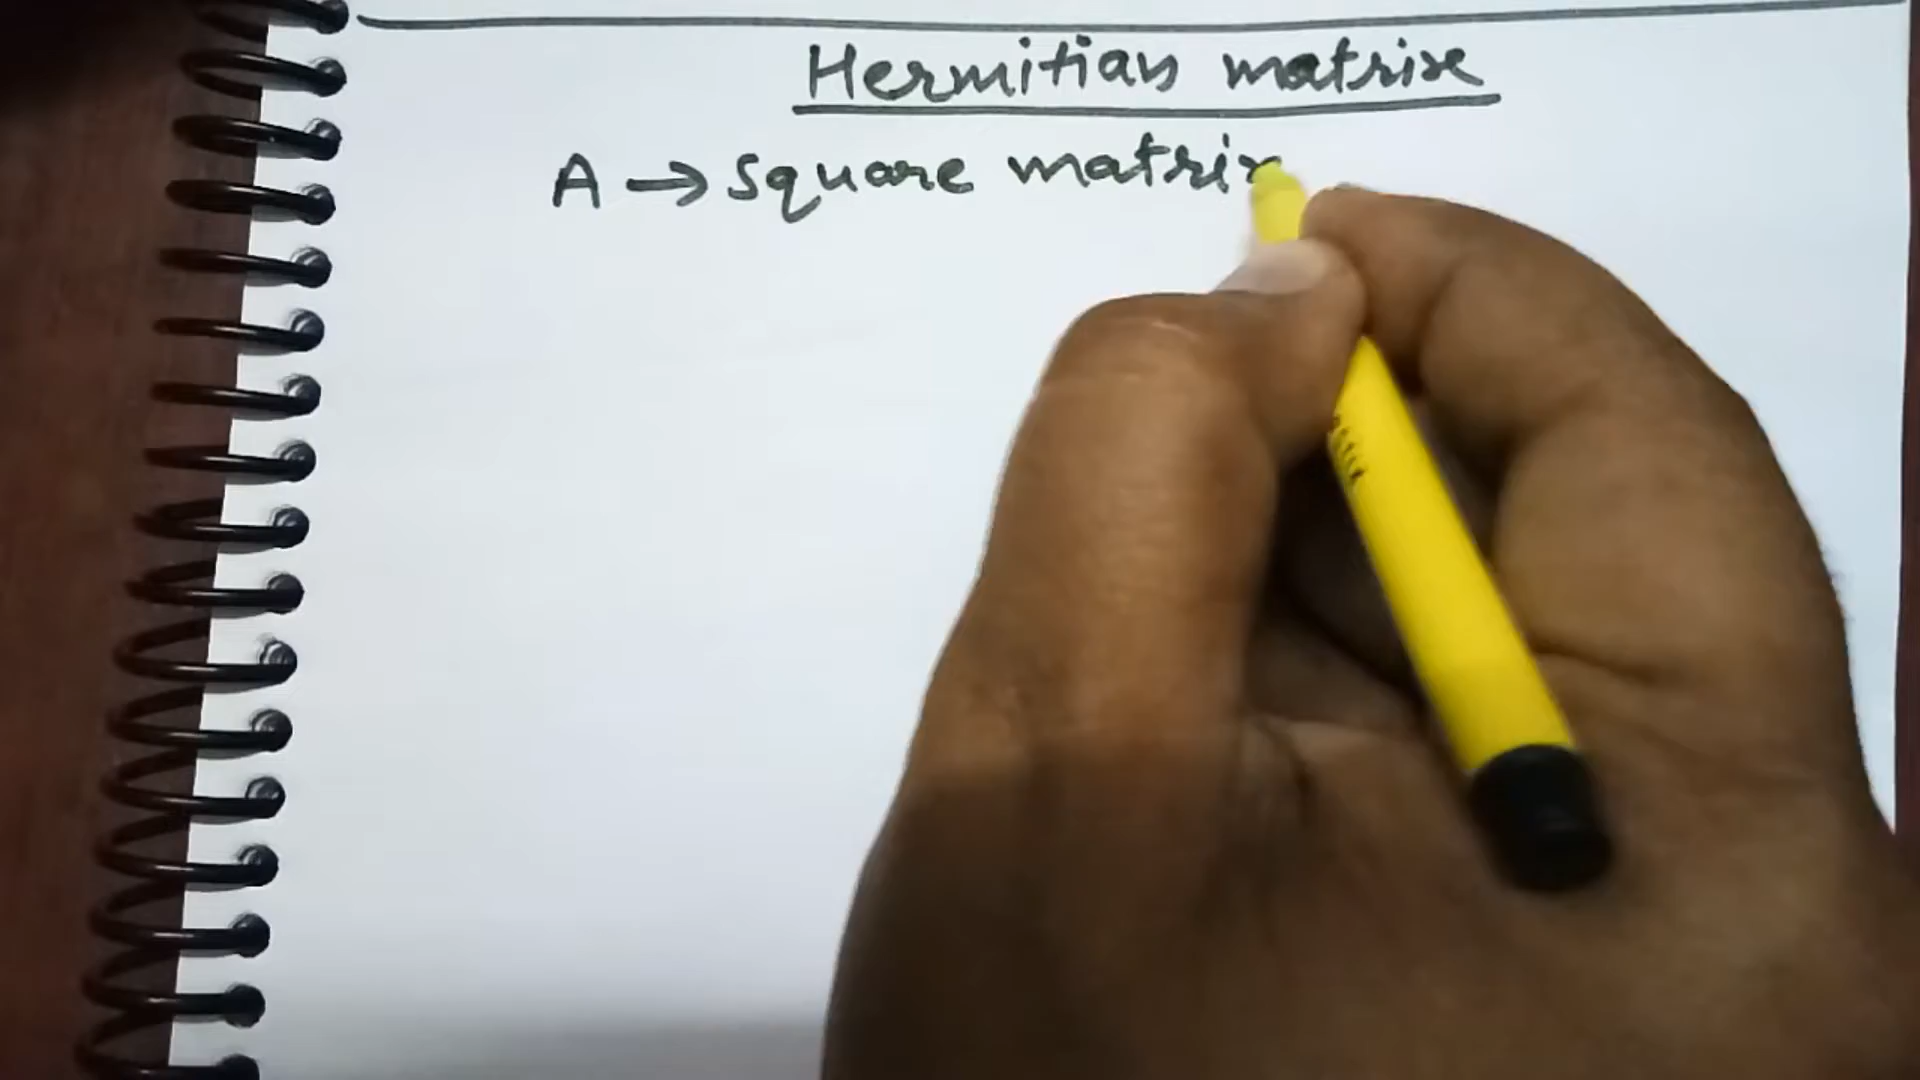 Hermitian matrix
A → Square matrix